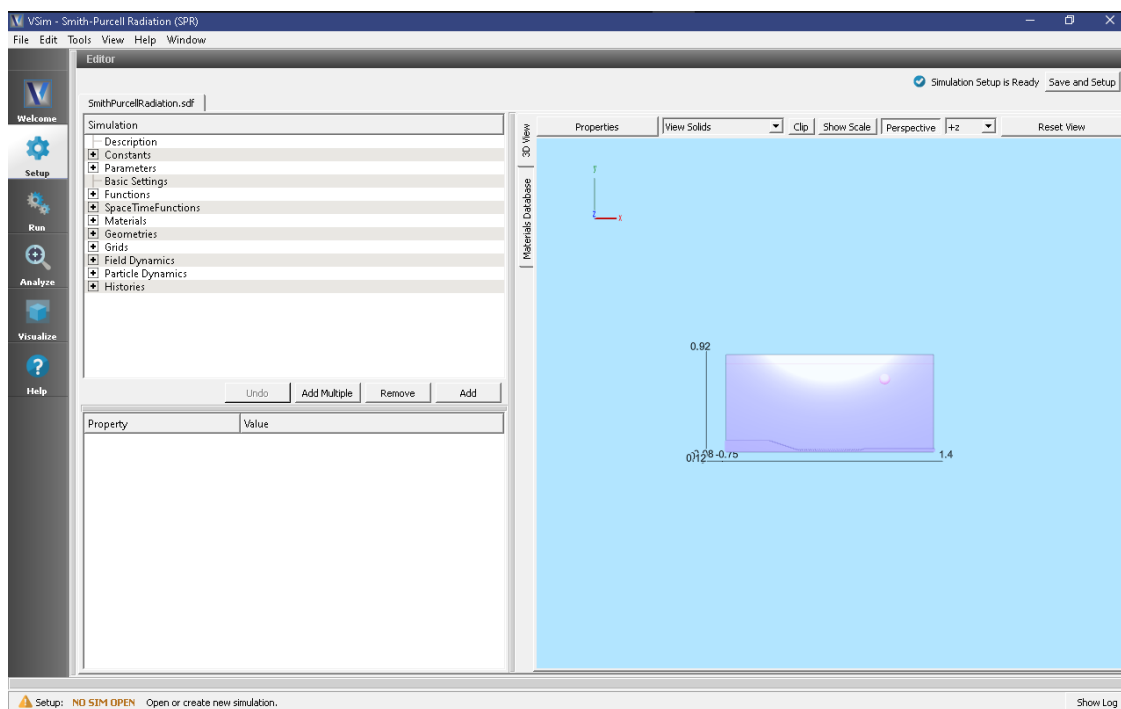 VSim - Smith-Purcell Radiation (SPR)
File Edit Tools View Help Window
Editor
Simulation Setup is Ready Save and Setup
SmithPurcellRadiation.sdf
Welcome
Setup
Run
Analyze
Visualize
Help
Simulation
Description
Constants
Parameters
Basic Settings
Functions
SpaceTimeFunctions
Materials
Geometries
Grids
Field Dynamics
Particle Dynamics
Histories
Undo Add Multiple Remove Add
Property Value
3D View
Materials Database
Properties View Solids Clip Show Scale Perspective +z Reset View
Y
Z X
0.92
-0.75 1.4
Setup: NO SIM OPEN Open or create new simulation. Show Log